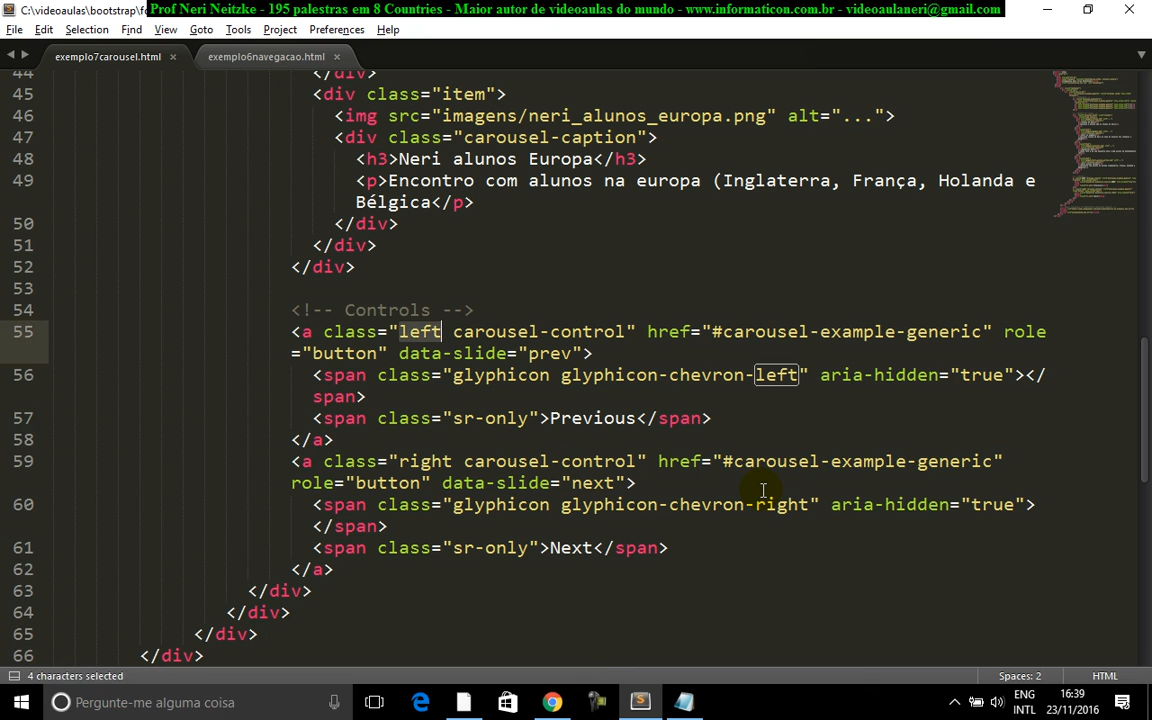 C:\videoaulas\bootstrap\fo
Prof Neri Neitzke - 195 palestras em 8 Countries - Maior autor de videoaulas do mundo - www.informaticon.com.br - videoaulaneri@gmail.com
File Edit Selection Find View Goto Tools Project Preferences Help
exemplo7carousel.html × exemplo6navegacao.html ×
44 </div>
45 <div class="item">
46 <img src="imagens/neri_alunos_europa.png" alt="...">
47 <div class="carousel-caption">
48 <h3>Neri alunos Europa</h3>
49 <p>Encontro com alunos na europa (Inglaterra, França, Holanda e
Bélgica</p>
50 </div>
51 </div>
52 </div>
53
54 <!-- Controls -->
55 <a class="left carousel-control" href="#carousel-example-generic" role
="button" data-slide="prev">
56 <span class="glyphicon glyphicon-chevron-left" aria-hidden="true"></
span>
57 <span class="sr-only">Previous</span>
58 </a>
59 <a class="right carousel-control" href="#carousel-example-generic"
role="button" data-slide="next">
60 <span class="glyphicon glyphicon-chevron-right" aria-hidden="true">
</span>
61 <span class="sr-only">Next</span>
62 </a>
63 </div>
64 </div>
65 </div>
66 </div>
4 characters selected Spaces: 2 HTML
Pergunte-me alguma coisa
ENG 16:39
INTL 23/11/2016